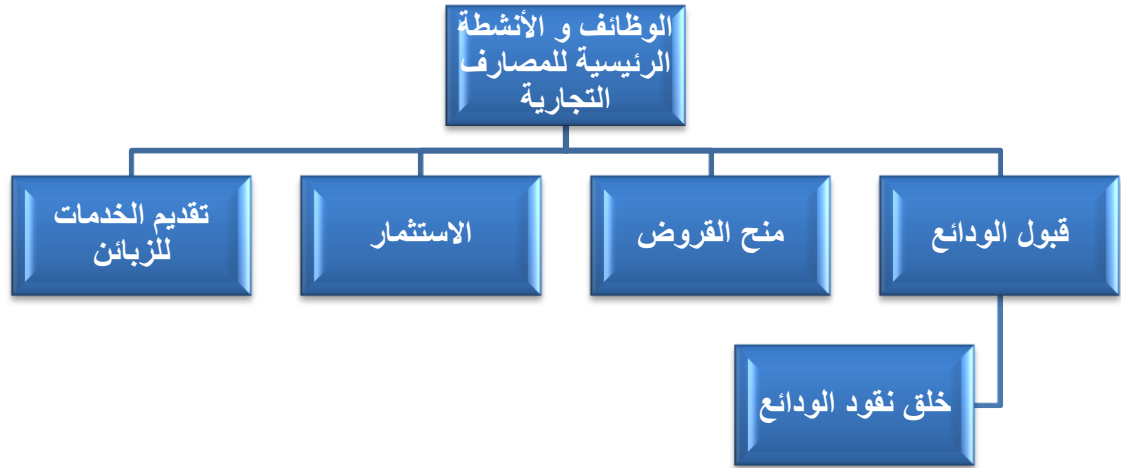 الوظائف و الأنشطة
الرئيسية للمصارف
التجارية
قبول الودائع
منح القروض
الاستثمار
تقديم الخدمات
للزبائن
خلق نقود الودائع